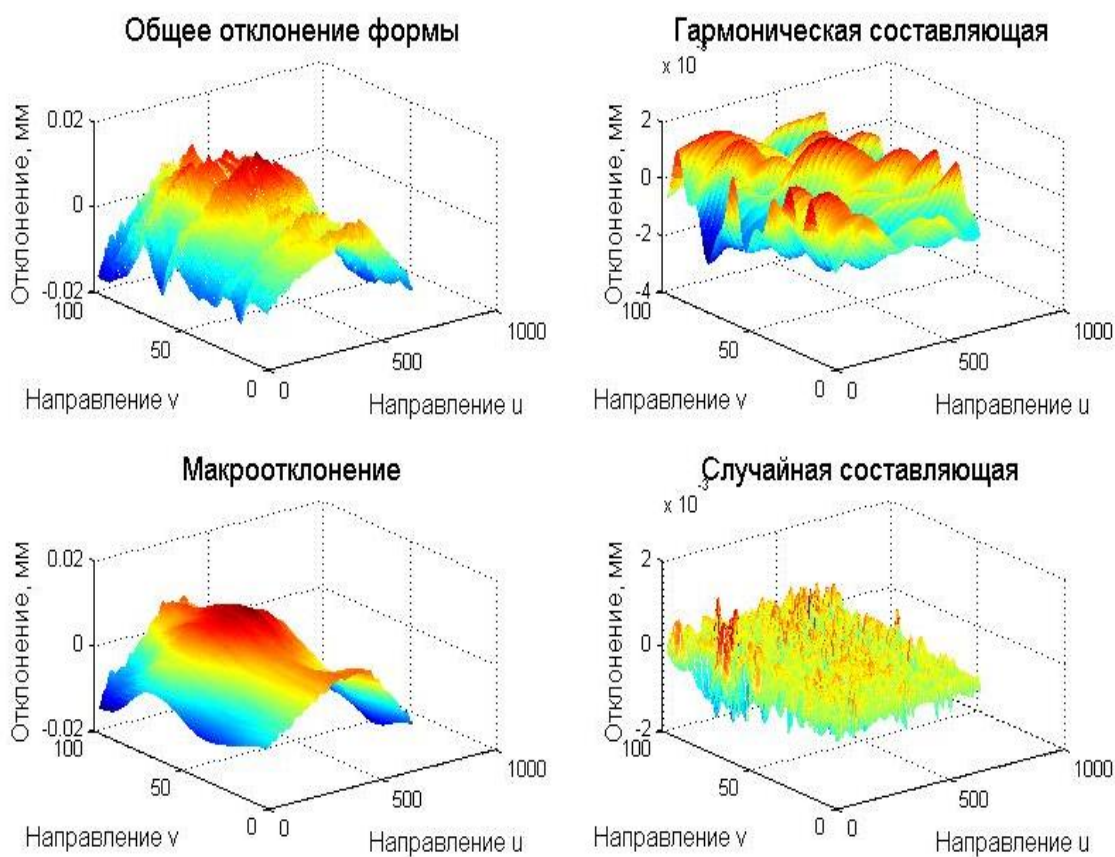 Общее отклонение формы
Отклонение, мм
0.02
0
-0.02
100
50
0
0
500
1000
Направление v
Направление u
Гармоническая составляющая
x 10
-3
Отклонение, мм
2
0
-2
-4
100
50
0
0
500
1000
Направление v
Направление u
Макроотклонение
Отклонение, мм
0.02
0
-0.02
100
50
0
0
500
1000
Направление v
Направление u
Случайная составляющая
x 10
-3
Отклонение, мм
2
0
-2
100
50
0
0
500
1000
Направление v
Направление u